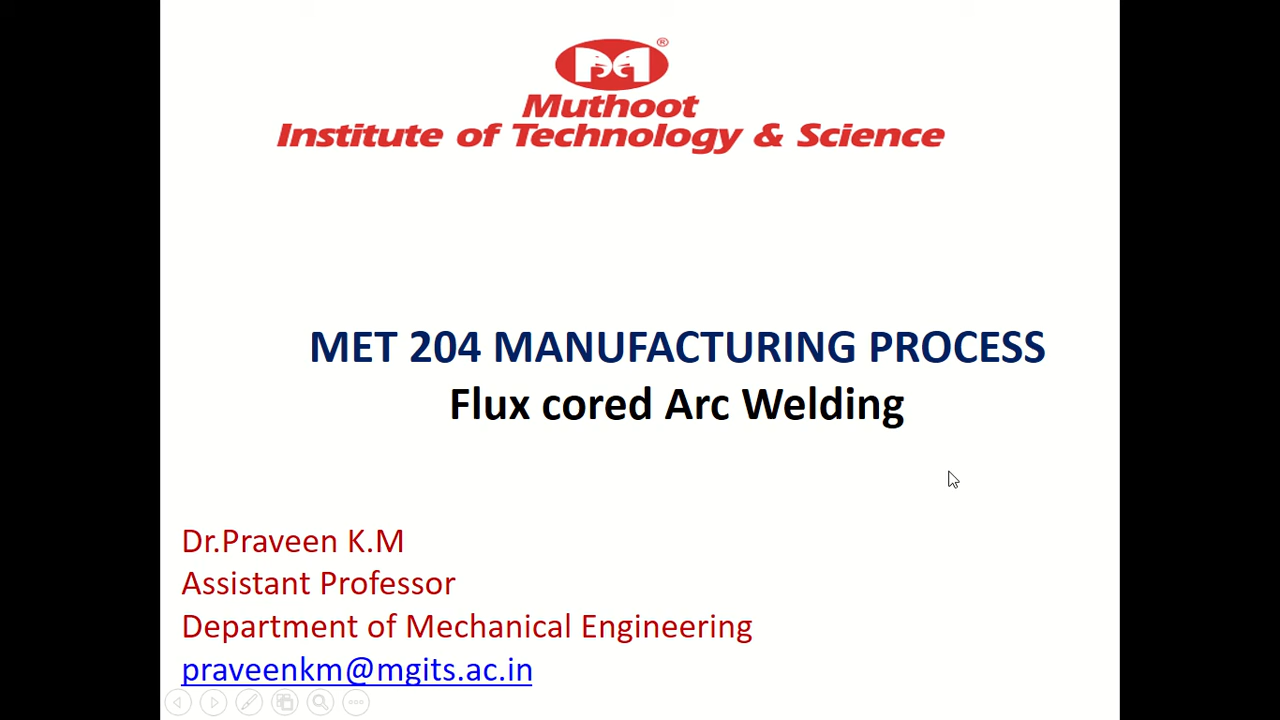 ®
Muthoot
Institute of Technology & Science
MET 204 MANUFACTURING PROCESS
Flux cored Arc Welding
Dr.Praveen K.M
Assistant Professor
Department of Mechanical Engineering
praveenkm@mgits.ac.in